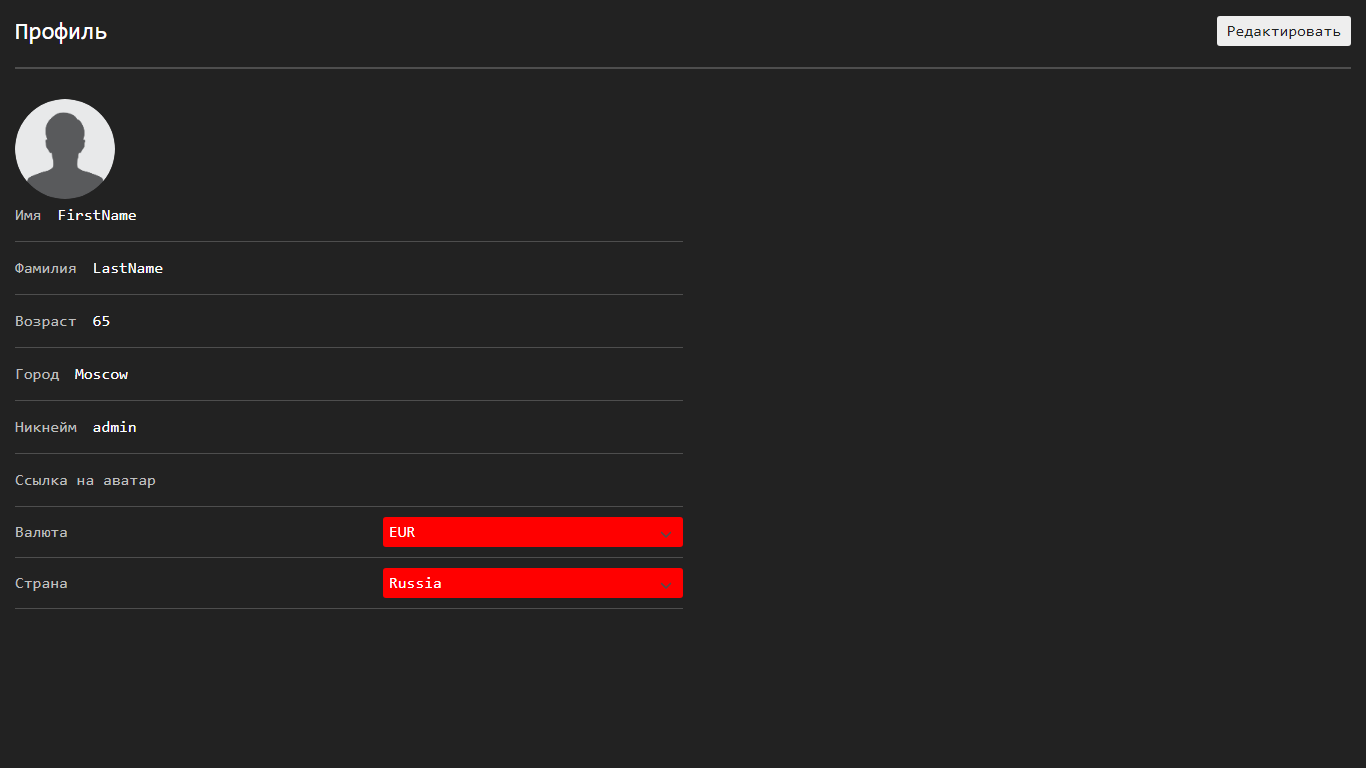 Профиль
Редактировать
Имя FirstName
Фамилия LastName
Возраст 65
Город Moscow
Никнейм admin
Ссылка на аватар
Валюта EUR
Страна Russia